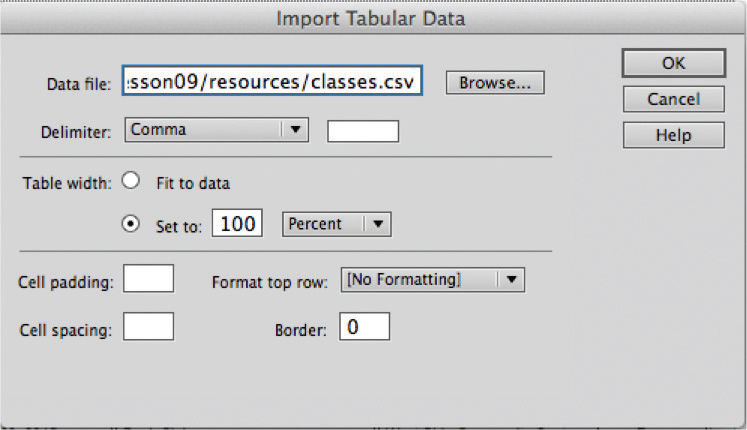 Import Tabular Data
Data file: sson09/resources/classes.csv Browse... OK
Delimiter: Comma Cancel
Help
Table width: Fit to data
Set to: 100 Percent
Cell padding: Format top row: [No Formatting]
Cell spacing: Border: 0